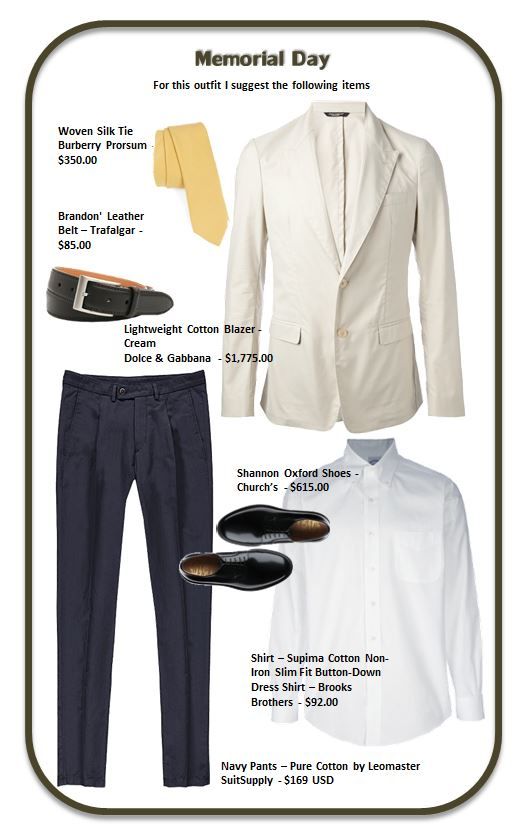 Memorial Day
For this outfit I suggest the following items
Woven Silk Tie
Burberry Prorsum -
$350.00
Brandon' Leather
Belt – Trafalgar -
$85.00
Lightweight Cotton Blazer -
Cream
Dolce & Gabbana - $1,775.00
Shannon Oxford Shoes -
Church's - $615.00
Shirt – Supima Cotton Non-
Iron Slim Fit Button-Down
Dress Shirt – Brooks
Brothers - $92.00
Navy Pants – Pure Cotton by Leomaster
SuitSupply - $169 USD